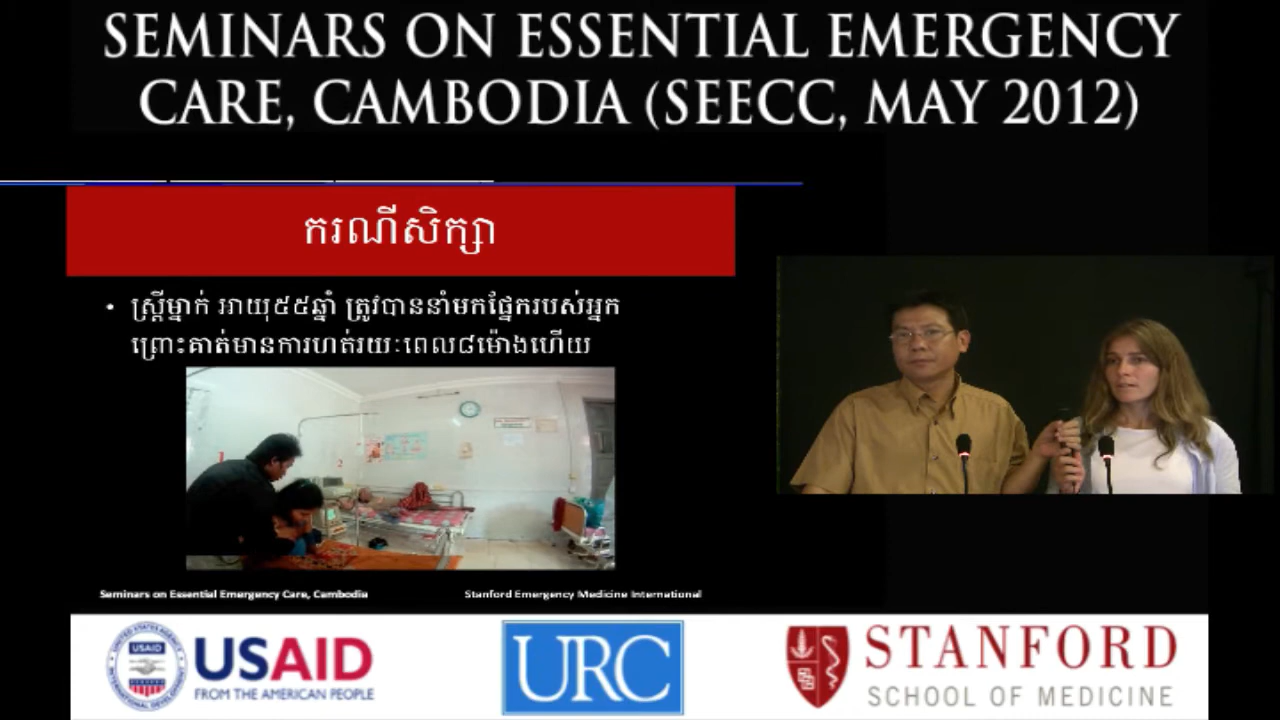 SEMINARS ON ESSENTIAL EMERGENCY
CARE, CAMBODIA (SEECC, MAY 2012)
ករណីសិក្សា
• ស្ត្រីម្នាក់ អាយុ៥៥ឆ្នាំ ត្រូវបាននាំមកផ្នែករបស់អ្នក
ព្រោះគាត់មានការហត់រយៈពេល៨ម៉ោងហើយ
1
2
Seminars on Essential Emergency Care, Cambodia
Stanford Emergency Medicine International
USAID
FROM THE AMERICAN PEOPLE
URC
STANFORD
SCHOOL OF MEDICINE